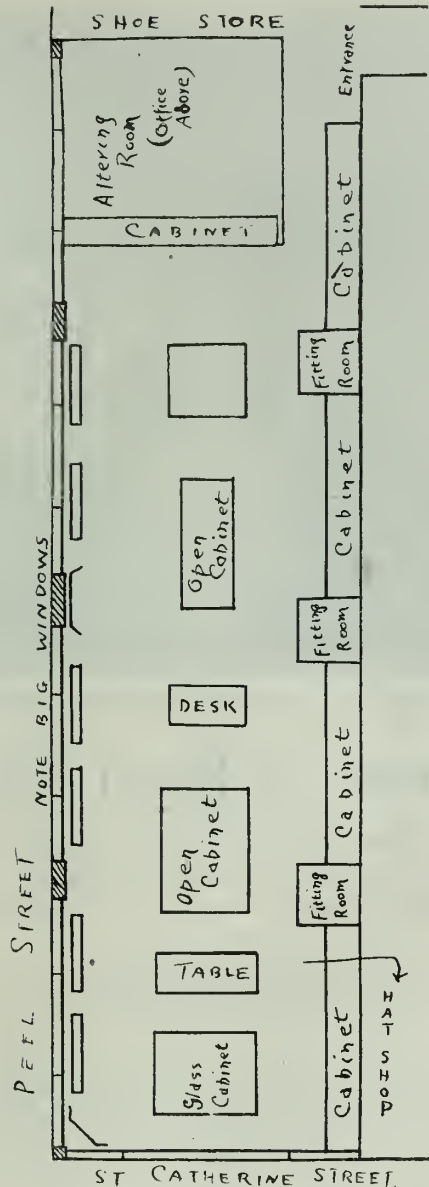 SHOE STORE
Entrance
Altering
Room
(Office
Above)
CABINET
Cabinet
Fitting
Room
Open
Cabinet
Cabinet
NOTE BIG WINDOWS
Fitting
Room
DESK
Cabinet
Open
Cabinet
PEEL STREET
Fitting
Room
TABLE
Glass
Cabinet
Cabinet
HAT SHOP
ST CATHERINE STREET.